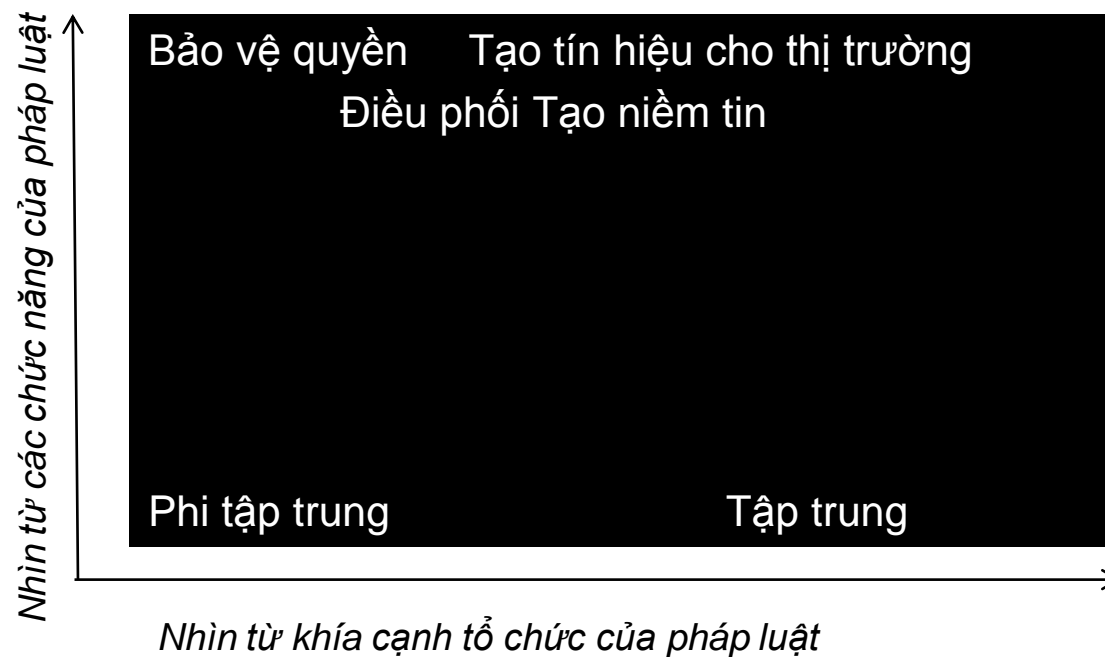 Nhìn từ các chức năng của pháp luật
Bảo vệ quyền Tạo tín hiệu cho thị trường
Điều phối Tạo niềm tin
Phi tập trung Tập trung
Nhìn từ khía cạnh tổ chức của pháp luật